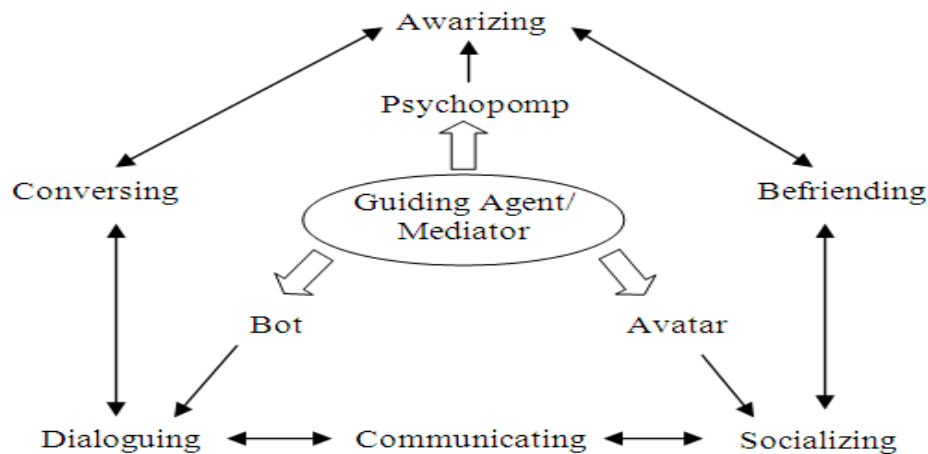 Awarizing
Psychopomp
Conversing
Guiding Agent/
Mediator
Befriending
Bot
Avatar
Dialoguing
Communicating
Socializing